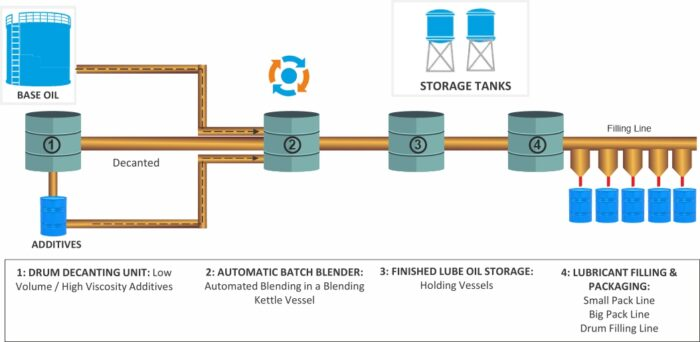 BASE OIL
STORAGE TANKS
1
2
3
4
Filling Line
Decanted
ADDITIVES
1: DRUM DECANTING UNIT: Low
Volume / High Viscosity Additives
2: AUTOMATIC BATCH BLENDER:
Automated Blending in a Blending
Kettle Vessel
3: FINISHED LUBE OIL STORAGE:
Holding Vessels
4: LUBRICANT FILLING &
PACKAGING:
Small Pack Line
Big Pack Line
Drum Filling Line